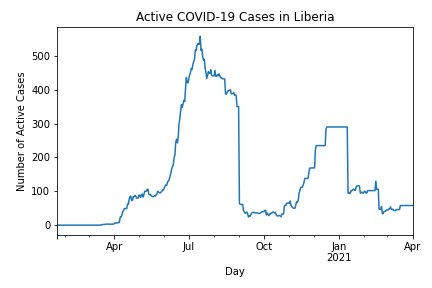 Active COVID-19 Cases in Liberia
Number of Active Cases
500
400
300
200
100
0
Apr
Jul
Oct
Jan
2021
Apr
Day